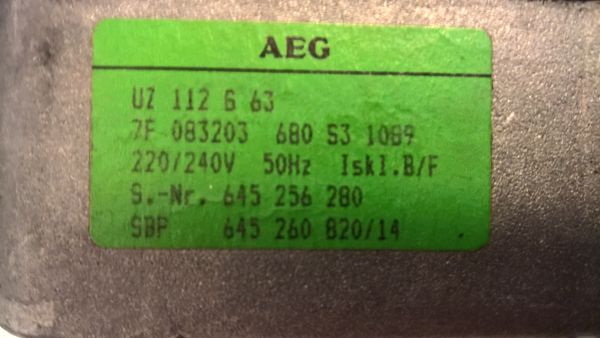 AEG
UZ 112 G 63
7F 083203 680 S3 1089
220/240V 50Hz Iskl.B/F
S.-Nr. 645 256 280
SBP 645 260 820/14